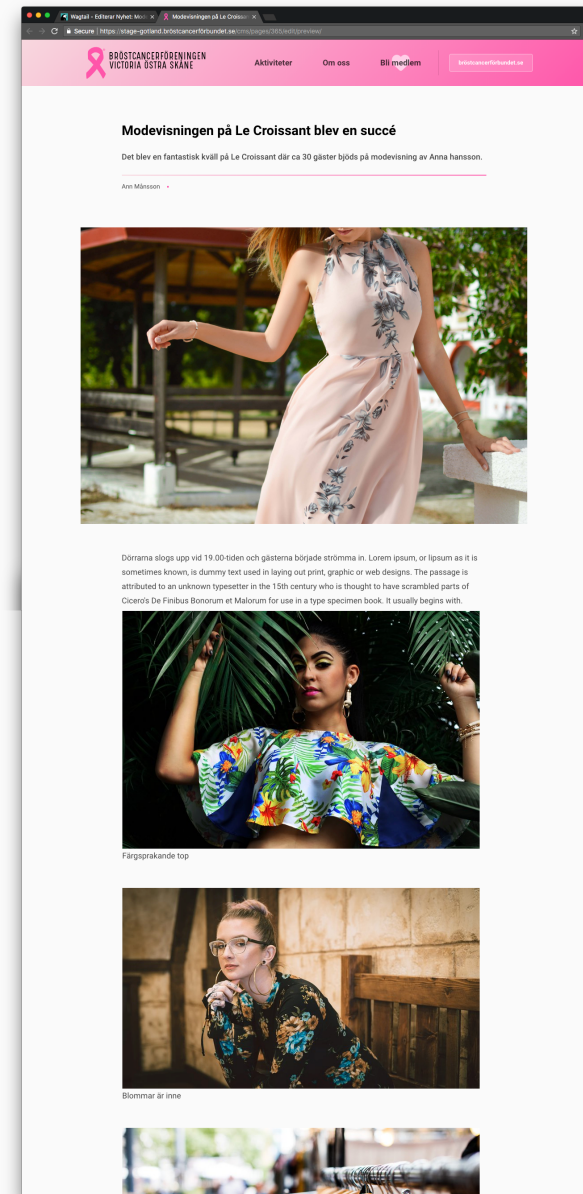 Wagtail - Editerar Nyhet: Mode
Modevisningen på Le Croissan
Secure | https://stage-gotland.bröstcancerförbundet.se/cms/pages/368/edit/preview/
BRÖSTCANCERFÖRENINGEN
VICTORIA ÖSTRA SKÅNE
Aktiviteter
Om oss
Bli medlem
bröstcancerförbundet.se
Modevisningen på Le Croissant blev en succé
Det blev en fantastisk kväll på Le Croissant där ca 30 gäster bjöds på modevisning av Anna hansson.
Ann Månsson
Dörrarna slogs upp vid 19.00-tiden och gästerna började strömma in. Lorem ipsum, or lipsum as it is
sometimes known, is dummy text used in laying out print, graphic or web designs. The passage is
attributed to an unknown typesetter in the 15th century who is thought to have scrambled parts of
Cicero's De Finibus Bonorum et Malorum for use in a type specimen book. It usually begins with.
Färgsprakande top
Blommar är inne